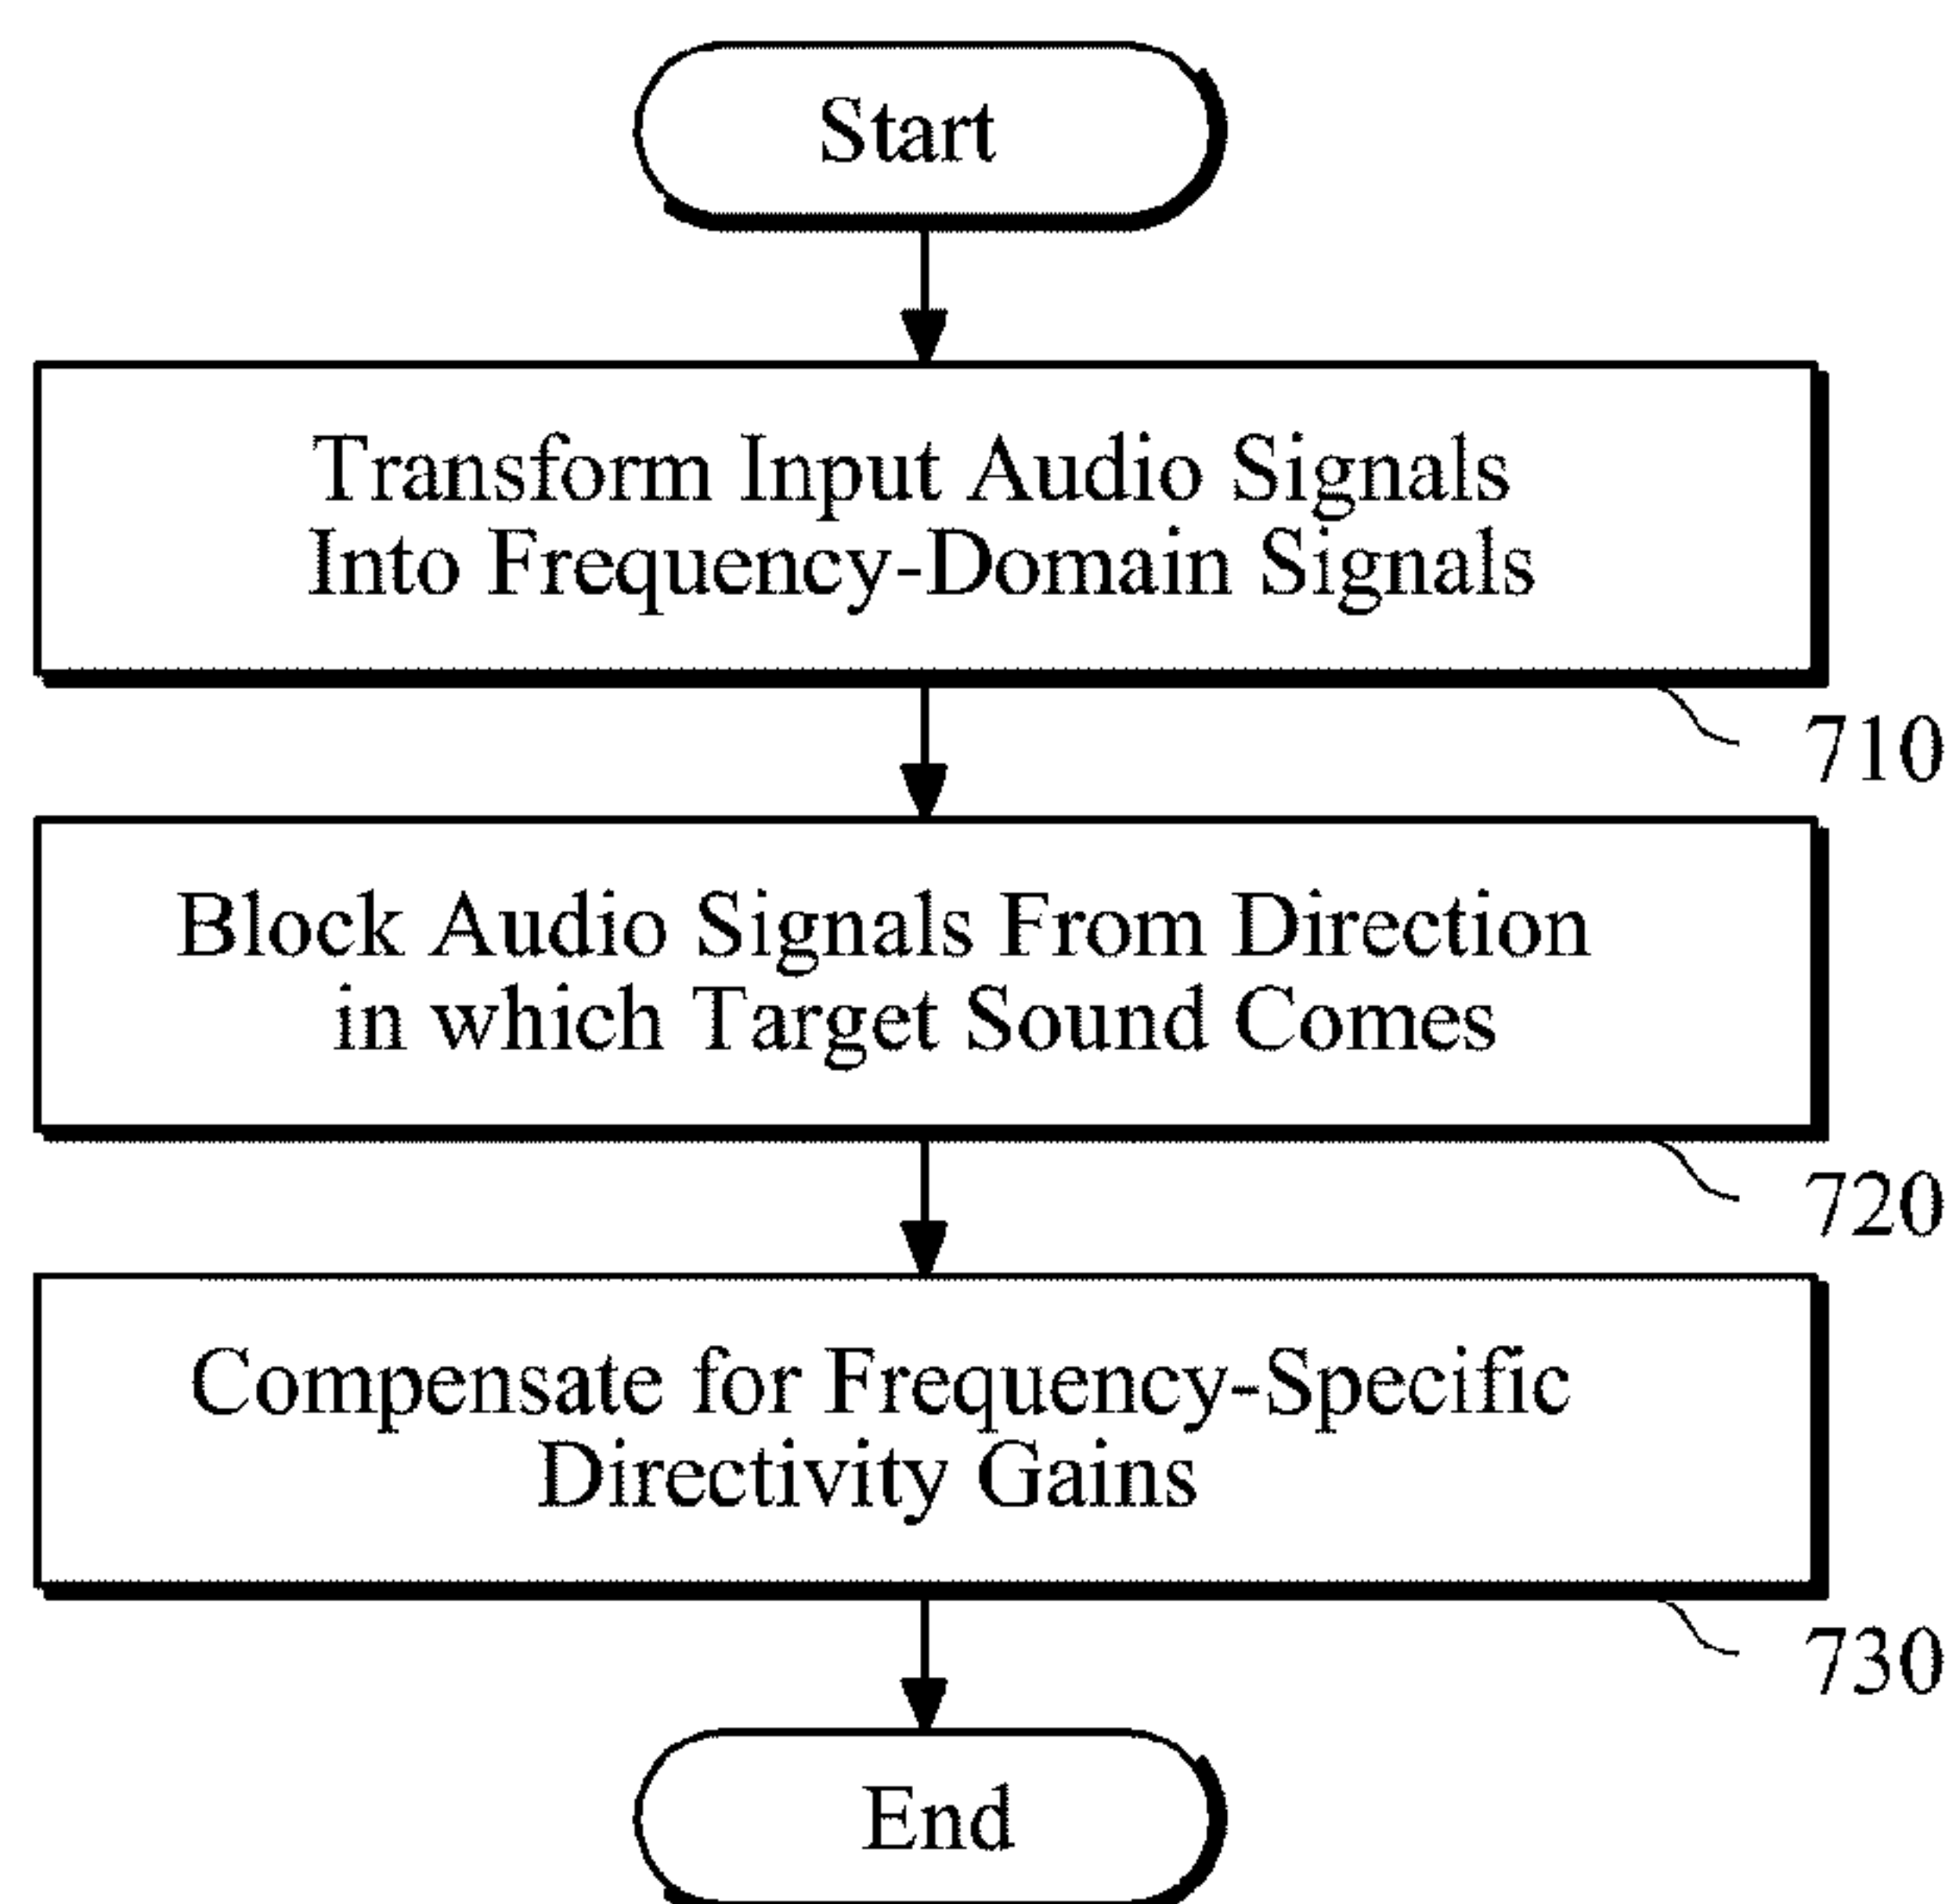 Start
Transform Input Audio Signals
Into Frequency-Domain Signals
710
Block Audio Signals From Direction
in which Target Sound Comes
720
Compensate for Frequency-Specific
Directivity Gains
730
End